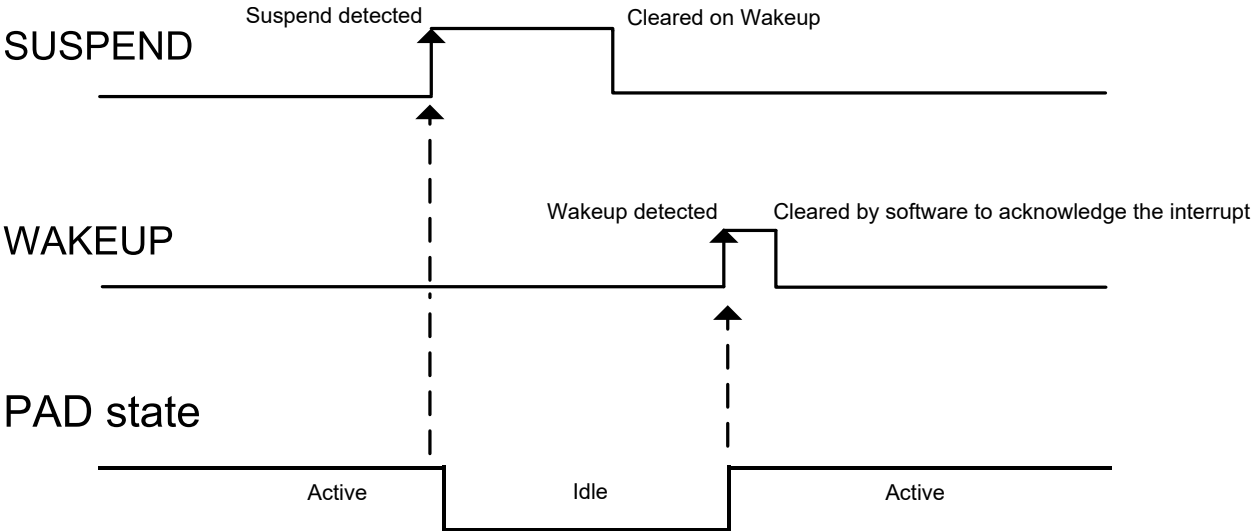 Suspend detected
Cleared on Wakeup
SUSPEND
Wakeup detected
Cleared by software to acknowledge the interrupt
WAKEUP
PAD state
Active
Idle
Active